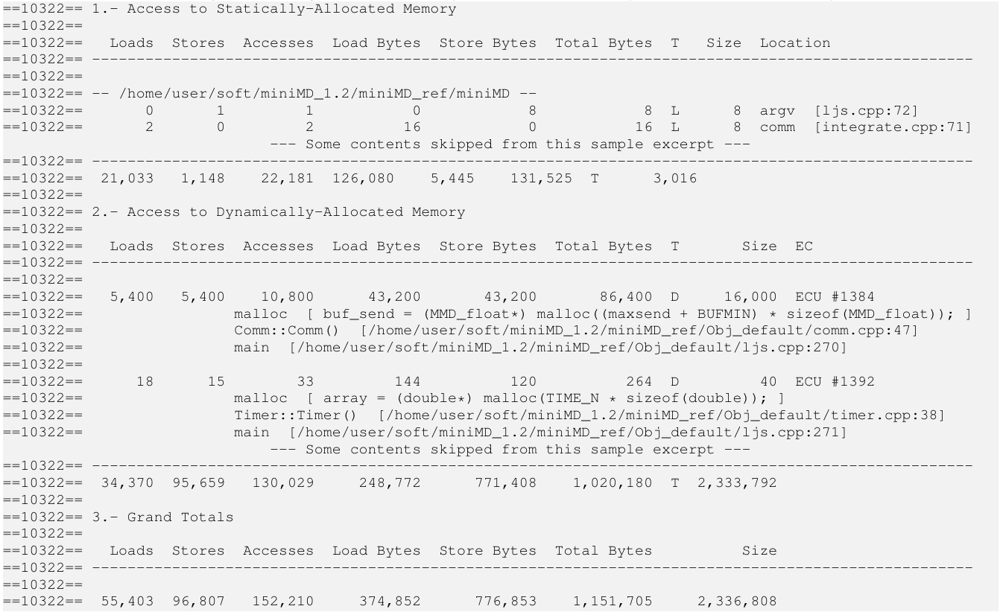 ==10322== 1.- Access to Statically-Allocated Memory
==10322==
==10322==   Loads  Stores  Accesses  Load Bytes  Store Bytes  Total Bytes  T   Size  Location
==10322== ---------------------------------------------------------------------------------------------------
==10322==
==10322== -- /home/user/soft/miniMD_1.2/miniMD_ref/miniMD --
==10322==       0       1         1           0            8            8  L      8  argv  [ljs.cpp:72]
==10322==       2       0         2          16            0           16  L      8  comm  [integrate.cpp:71]
                              --- Some contents skipped from this sample excerpt ---
==10322== ---------------------------------------------------------------------------------------------------
==10322==  21,033   1,148    22,181  126,080    5,445    131,525  T      3,016
==10322==
==10322== 2.- Access to Dynamically-Allocated Memory
==10322==
==10322==   Loads  Stores  Accesses  Load Bytes  Store Bytes  Total Bytes  T       Size  EC
==10322== ---------------------------------------------------------------------------------------------------
==10322==
==10322==   5,400   5,400    10,800      43,200       43,200       86,400  D     16,000  ECU #1384
==10322==                 malloc  [ buf_send = (MMD_float*) malloc((maxsend + BUFMIN) * sizeof(MMD_float)); ]
==10322==                 Comm::Comm()  [/home/user/soft/miniMD_1.2/miniMD_ref/Obj_default/comm.cpp:47]
==10322==                 main  [/home/user/soft/miniMD_1.2/miniMD_ref/Obj_default/ljs.cpp:270]
==10322==
==10322==      18      15        33         144          120          264  D         40  ECU #1392
==10322==                 malloc  [ array = (double*) malloc(TIME_N * sizeof(double)); ]
==10322==                 Timer::Timer()  [/home/user/soft/miniMD_1.2/miniMD_ref/Obj_default/timer.cpp:38]
==10322==                 main  [/home/user/soft/miniMD_1.2/miniMD_ref/Obj_default/ljs.cpp:271]
                              --- Some contents skipped from this sample excerpt ---
==10322== ---------------------------------------------------------------------------------------------------
==10322==  34,370  95,659   130,029     248,772      771,408    1,020,180  T  2,333,792
==10322==
==10322== 3.- Grand Totals
==10322==
==10322==   Loads  Stores  Accesses  Load Bytes  Store Bytes  Total Bytes          Size
==10322== ---------------------------------------------------------------------------------------------------
==10322==
==10322==  55,403  96,807   152,210     374,852      776,853    1,151,705     2,336,808